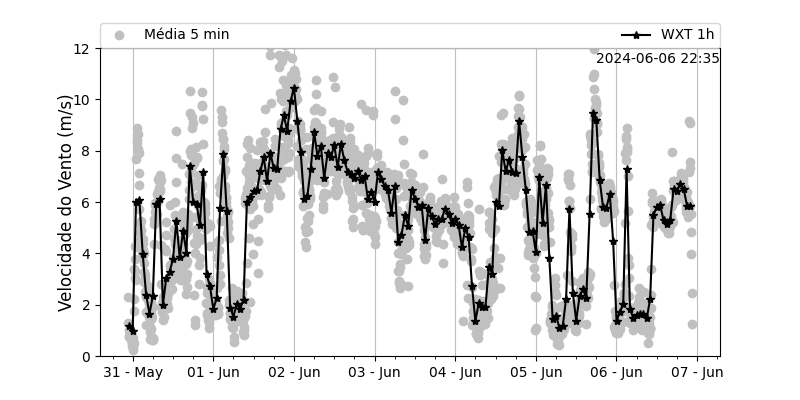 Média 5 min
WXT 1h
2024-06-06 22:35
Velocidade do Vento (m/s)
12
10
8
6
4
2
0
31 - May
01 - Jun
02 - Jun
03 - Jun
04 - Jun
05 - Jun
06 - Jun
07 - Jun